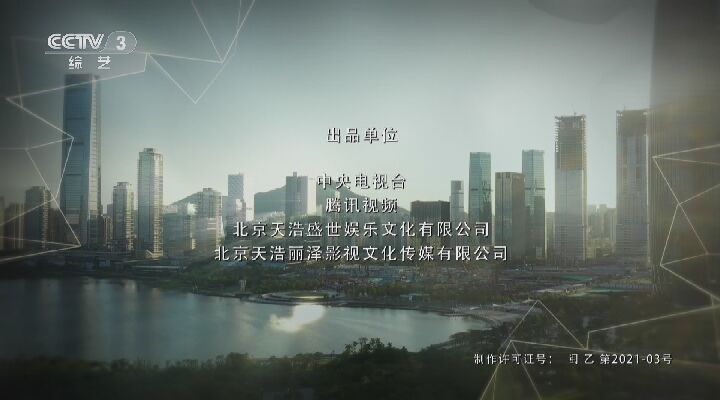 CCTV 3
综艺
出品单位
中央电视台
腾讯视频
北京天浩盛世娱乐文化有限公司
北京天浩丽泽影视文化传媒有限公司
制作许可证号: 乙 第2021-03号